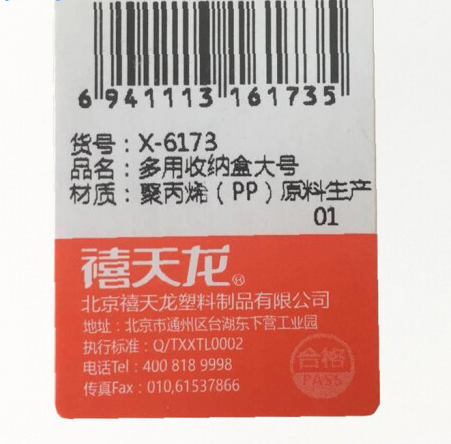 6 941113 161735
货号：X-6173
品名：多用收纳盒大号
材质：聚丙烯（PP）原料生产
01
禧天龙®
北京禧天龙塑料制品有限公司
地址：北京市通州区台湖东下营工业园
执行标准：Q/TXXTL0002
电话Tel：400 818 9998
传真Fax：010,61537866
合格
PASS